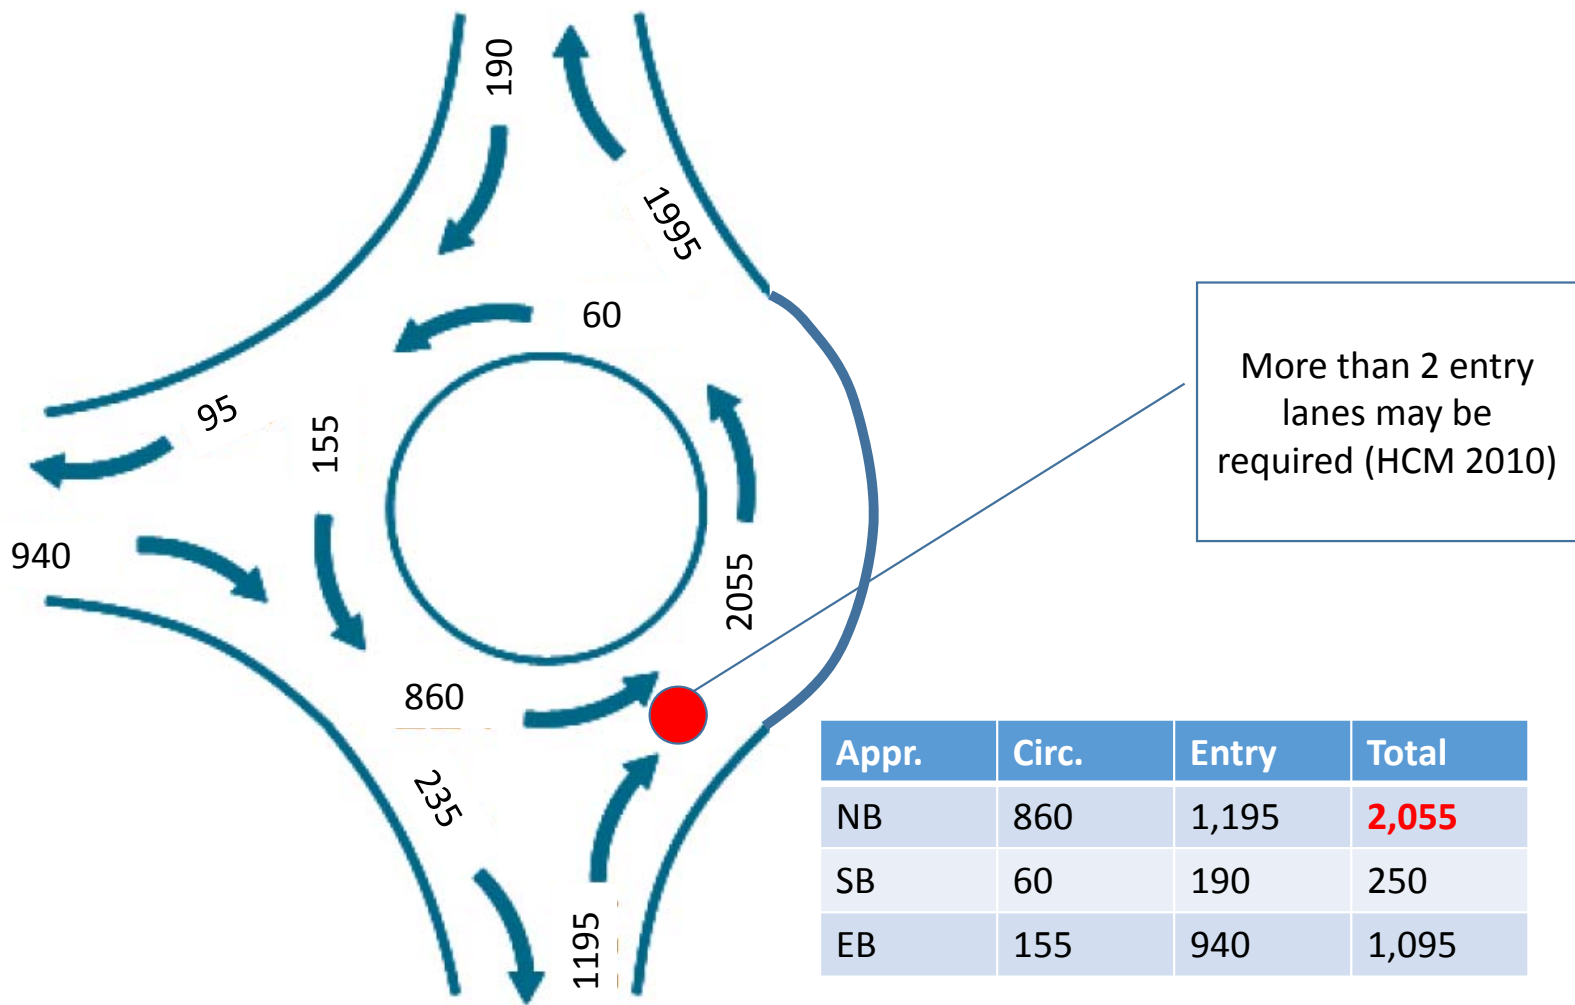 190
1995
60
95
155
940
2055
860
235
1195
More than 2 entry
lanes may be
required (HCM 2010)
Appr. Circ. Entry Total
NB 860 1,195 2,055
SB 60 190 250
EB 155 940 1,095